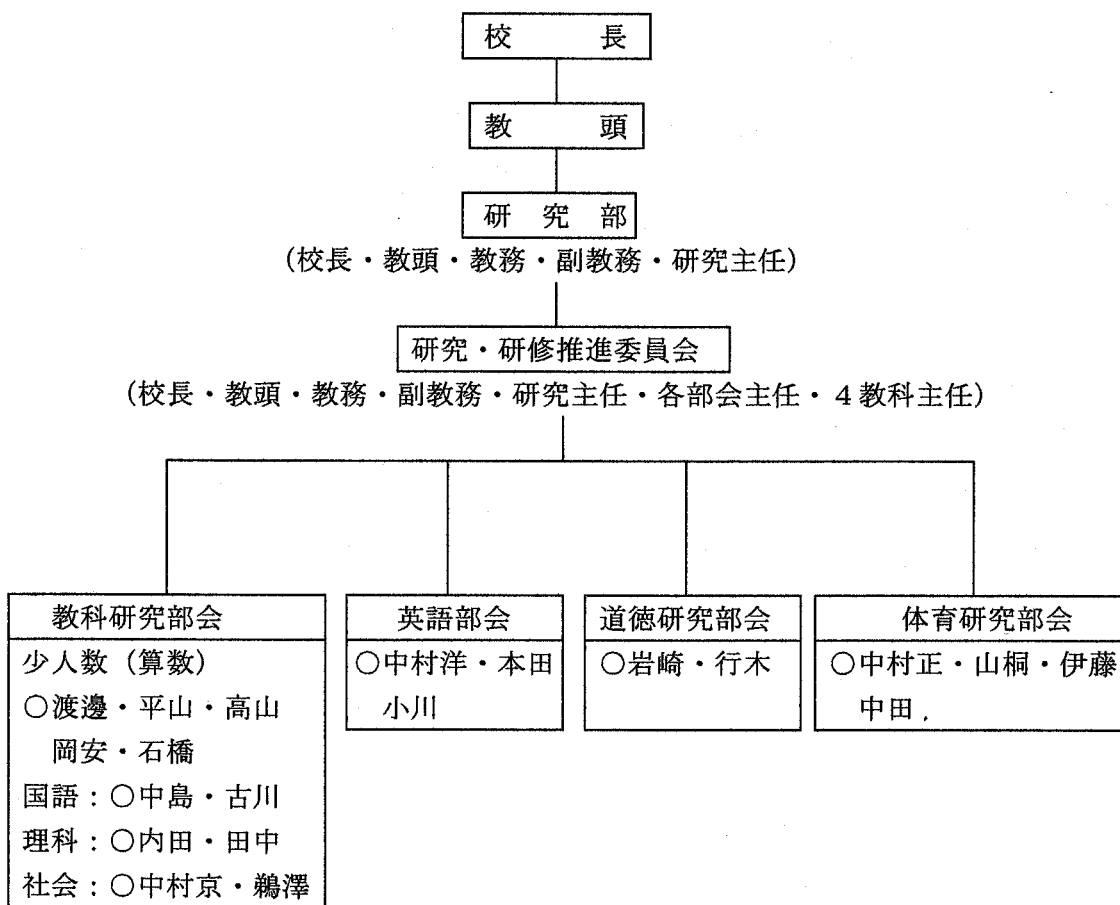 校長
教頭
研究部
(校長・教頭・教務・副教務・研究主任)
研究・研修推進委員会
(校長・教頭・教務・副教務・研究主任・各部会主任・4教科主任)
教科研究部会
少人数(算数)
○渡邊・平山・高山
岡安・石橋
国語:○中島・古川
理科:○内田・田中
社会:○中村京・鵜澤
英語部会
○中村洋・本田
小川
道徳研究部会
○岩崎・行木
体育研究部会
○中村正・山桐・伊藤
中田